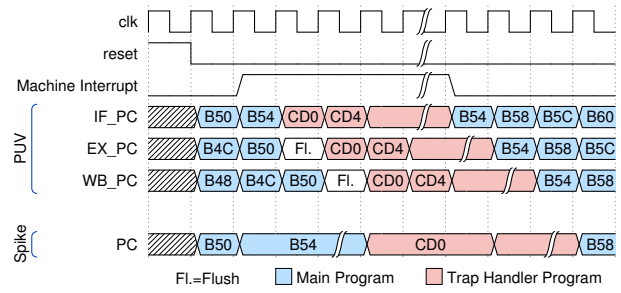 clk
reset
Machine Interrupt
PUV
IF_PC B50 B54 CD0 CD4 B54 B58 B5C B60
EX_PC B4C B50 Fl. CD0 CD4 B54 B58 B5C
WB_PC B48 B4C B50 Fl. CD0 CD4 B54 B58
Spike
PC B50 B54 CD0 B58
Fl.=Flush Main Program Trap Handler Program